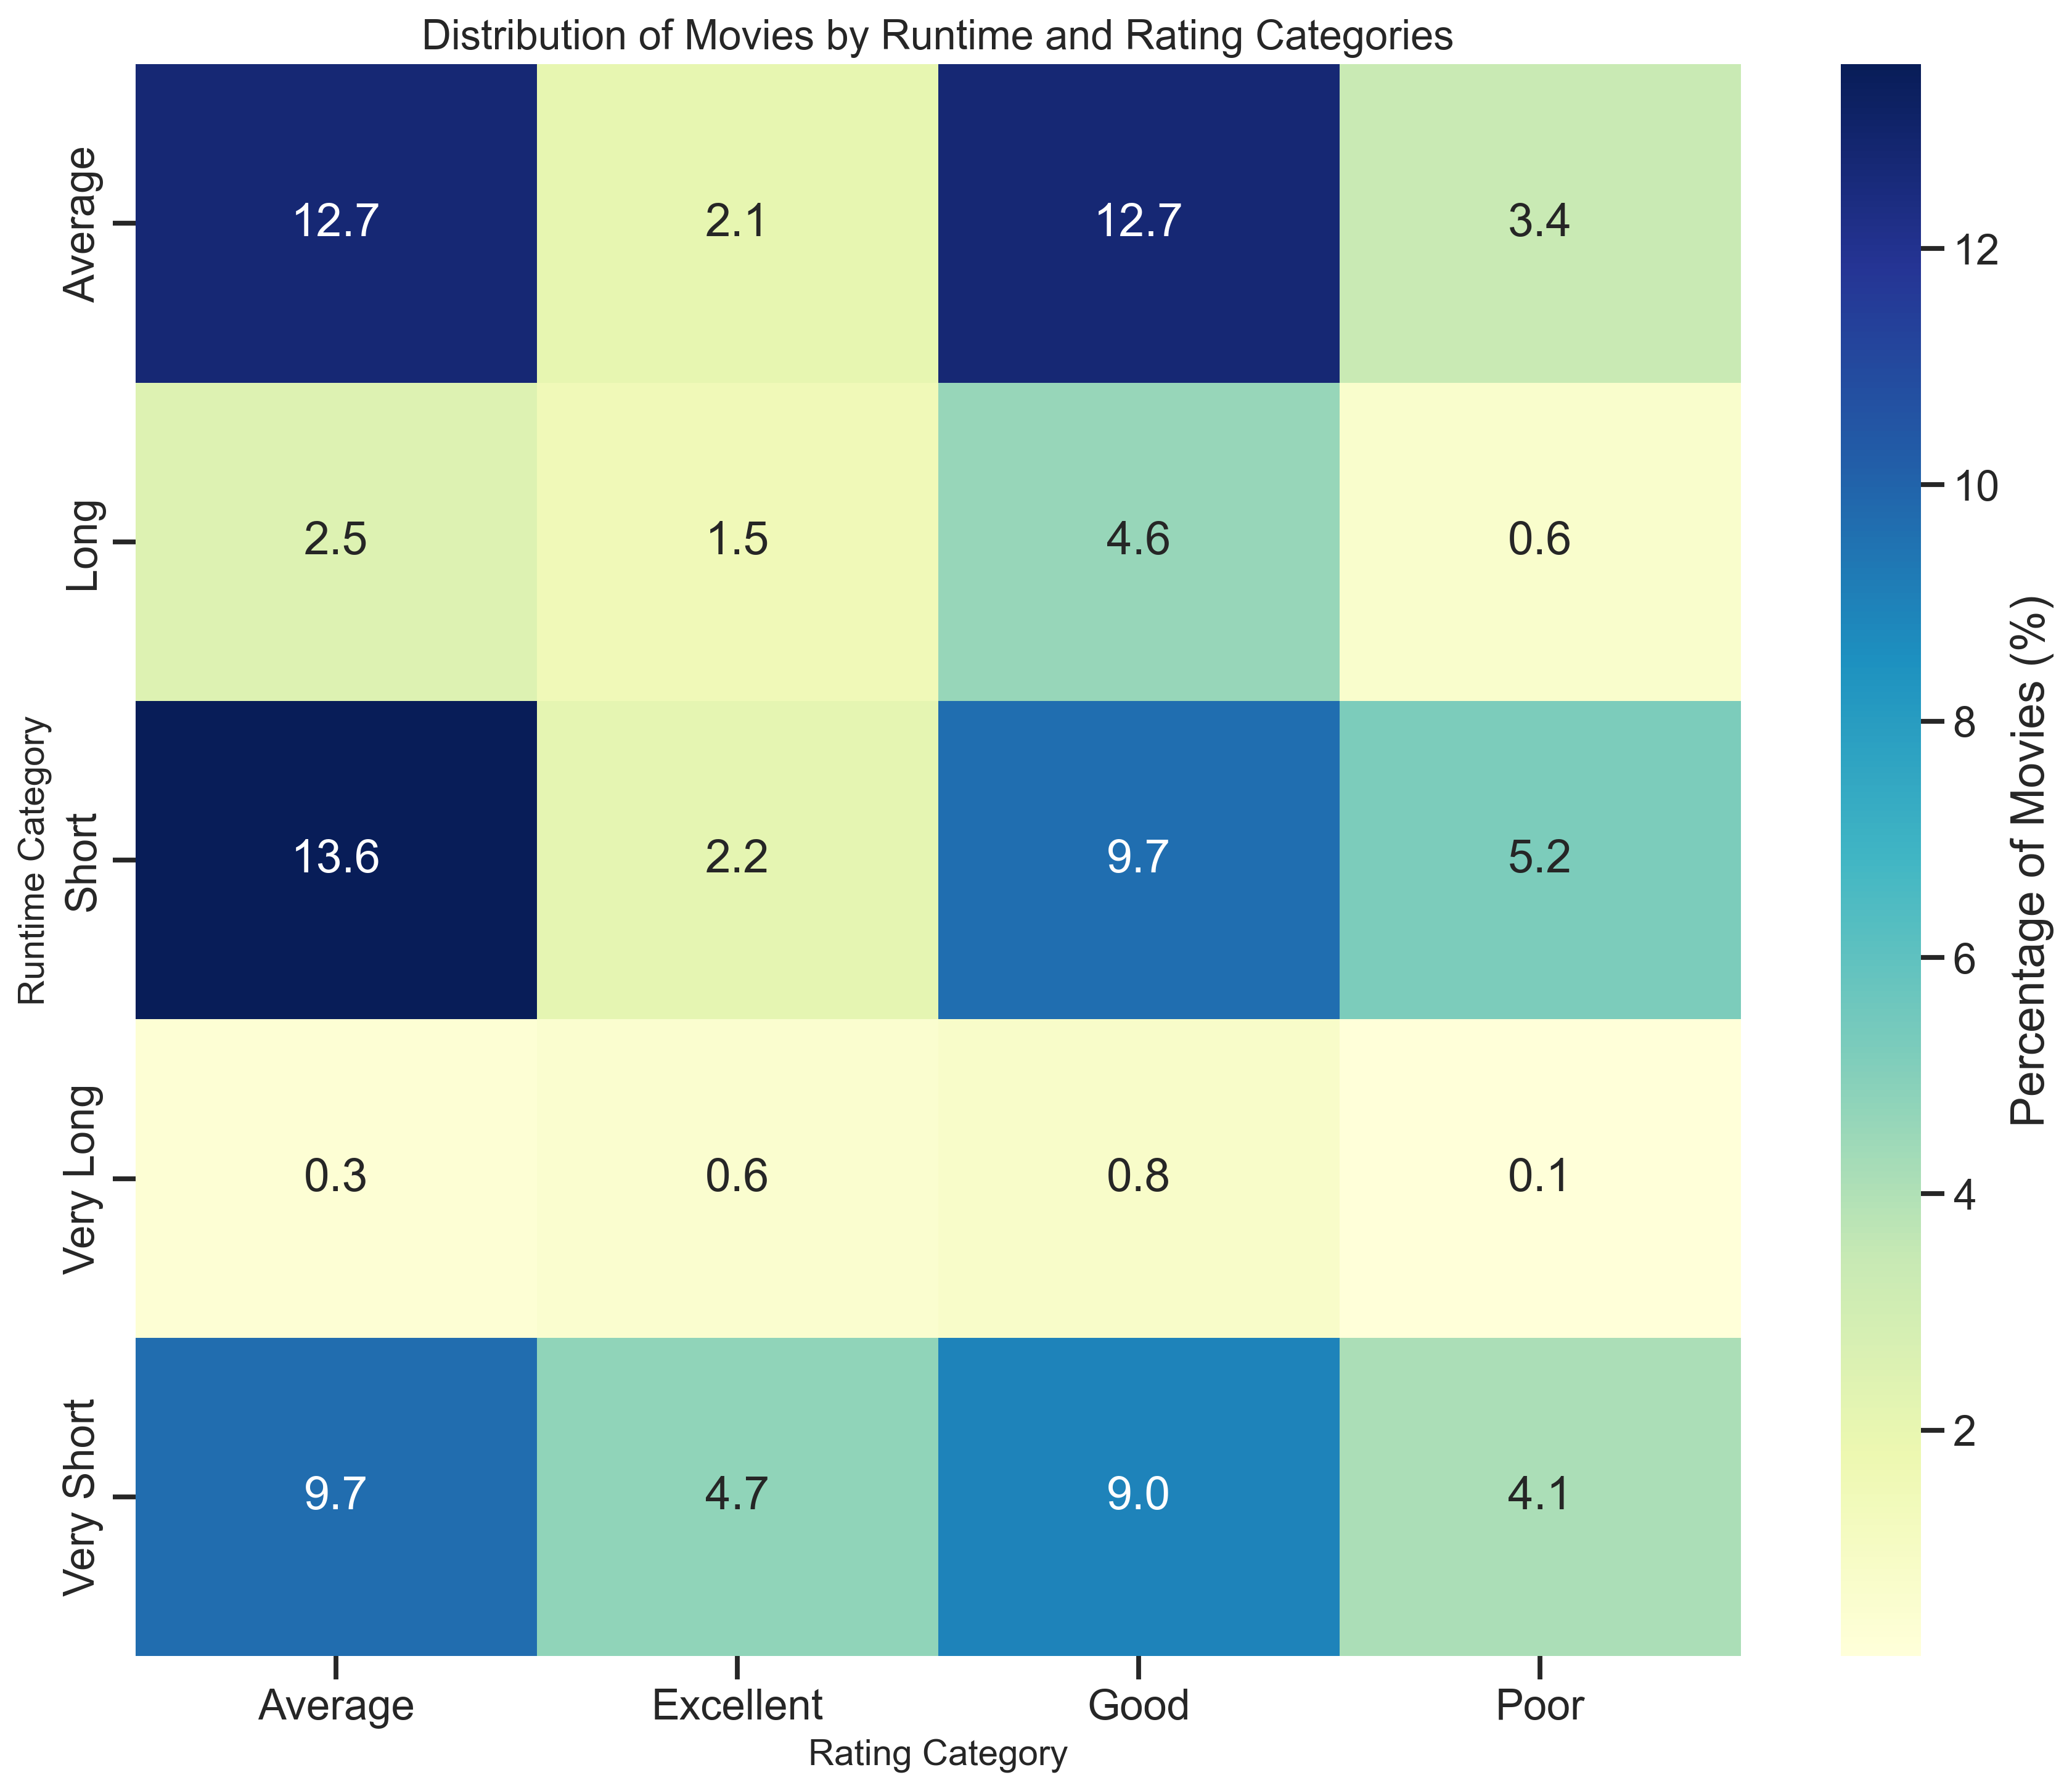 Distribution of Movies by Runtime and Rating Categories
Runtime Category
Average
12.7
2.1
12.7
3.4
Long
2.5
1.5
4.6
0.6
Short
13.6
2.2
9.7
5.2
Very Long
0.3
0.6
0.8
0.1
Very Short
9.7
4.7
9.0
4.1
Average
Excellent
Good
Poor
Rating Category
12
10
8
6
4
2
Percentage of Movies (%)